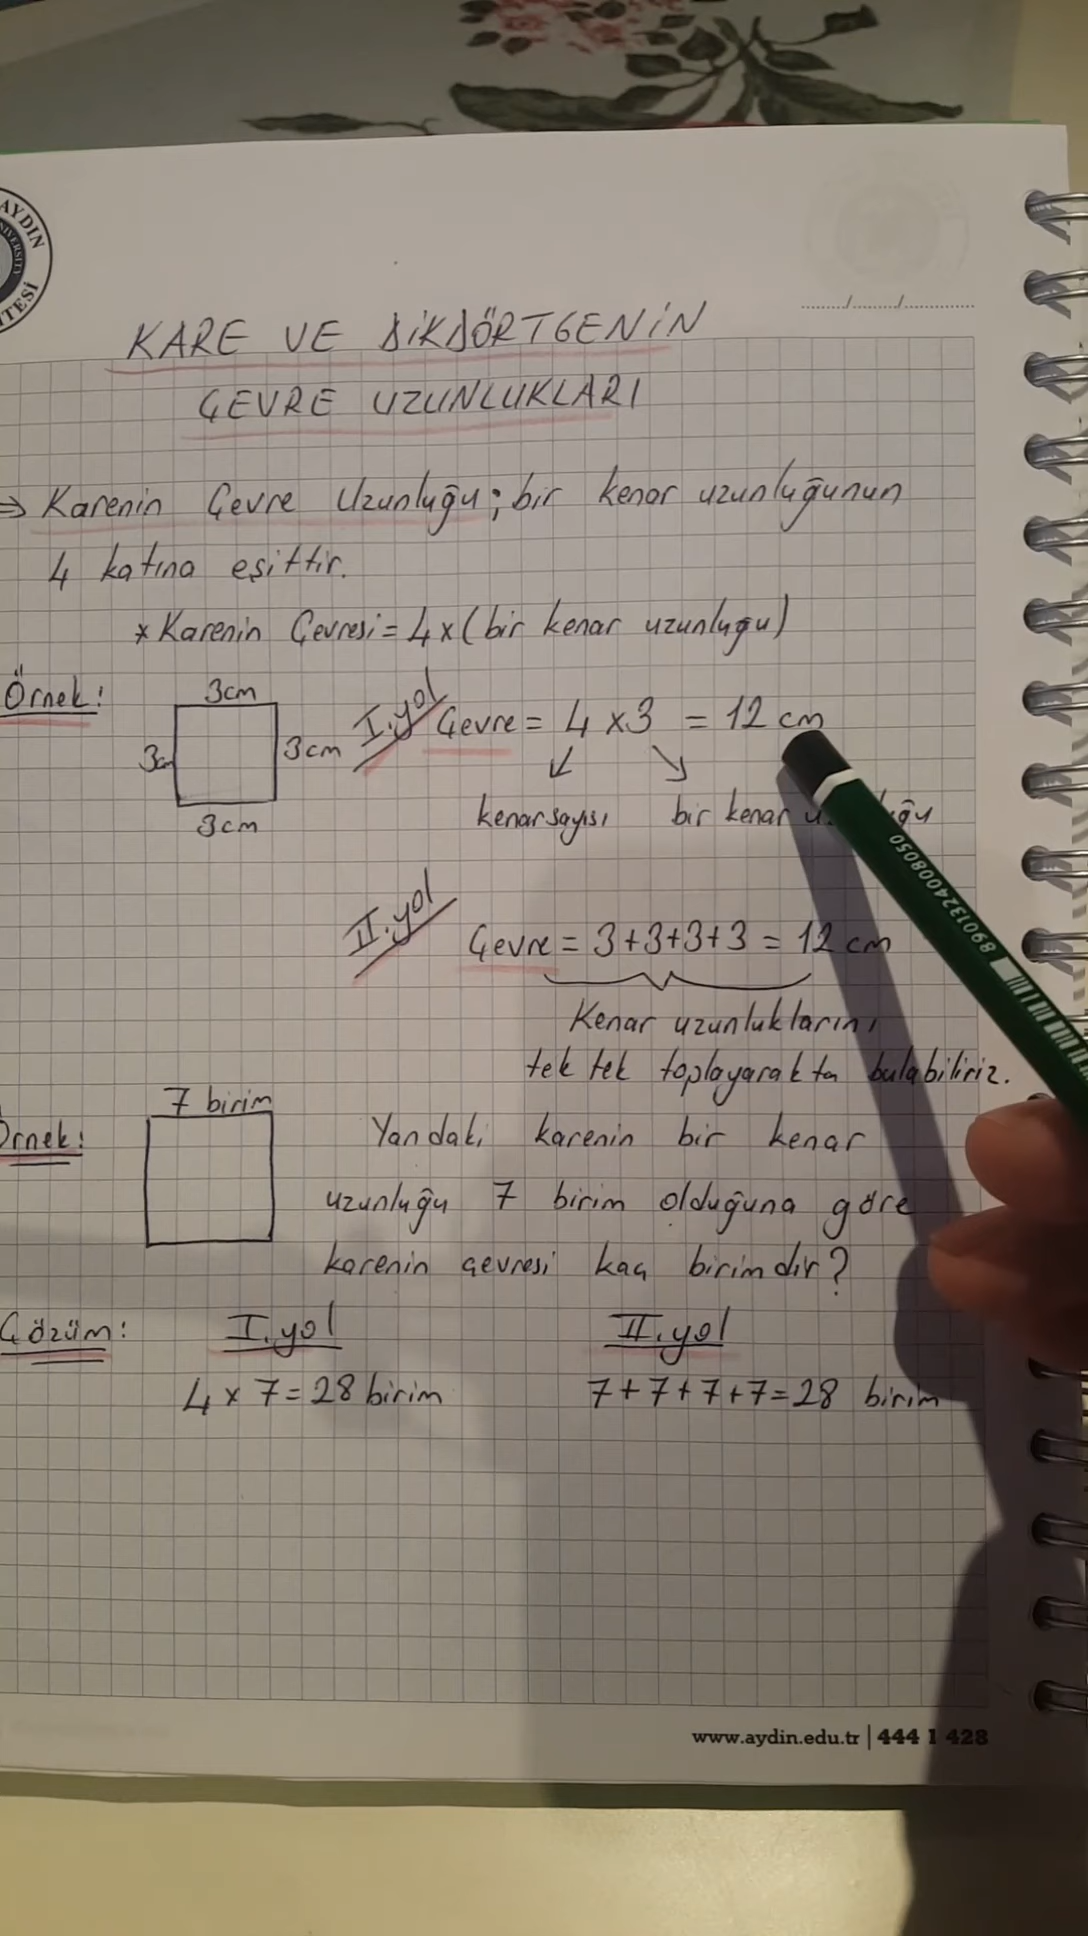 AYDIN
UNIVERSITY
KARE VE DİKDÖRTGENİN
ÇEVRE UZUNLUKLARI
⇒ Karenin Çevre Uzunluğu; bir kenar uzunluğunun
4 katına eşittir.
* Karenin Çevresi = 4 x (bir kenar uzunluğu)
Örnek:
3cm
3cm
3cm
3cm
I. yol Çevre = 4 x 3 = 12 cm
kenar sayısı bir kenar
II. yol Çevre = 3+3+3+3 = 12 cm
Kenar uzunluklarını
tek tek toplayarakta bulabiliriz.
7 birim
Örnek: Yandaki karenin bir kenar
uzunluğu 7 birim olduğuna göre
karenin çevresi kaç birimdir?
Çözüm: I. yol II. yol
4 x 7 = 28 birim 7 + 7 + 7 + 7 = 28 birim
8901324008050
www.aydin.edu.tr | 444 1 428